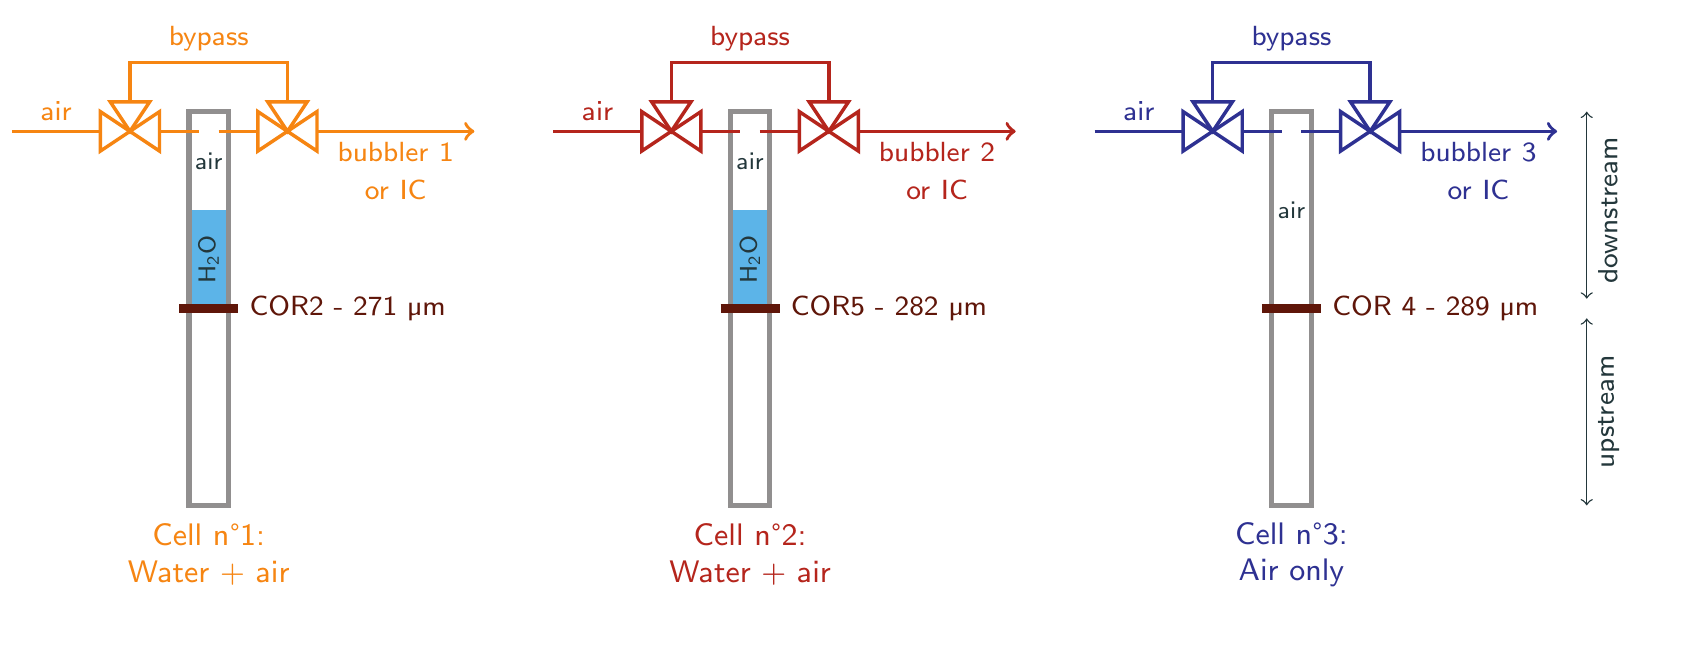 bypass
air
bubbler 1
or IC
air
H₂O
COR2 - 271 µm
Cell n°1:
Water + air
bypass
air
bubbler 2
or IC
air
H₂O
COR5 - 282 µm
Cell n°2:
Water + air
bypass
air
bubbler 3
or IC
air
COR 4 - 289 µm
Cell n°3:
Air only
downstream
upstream